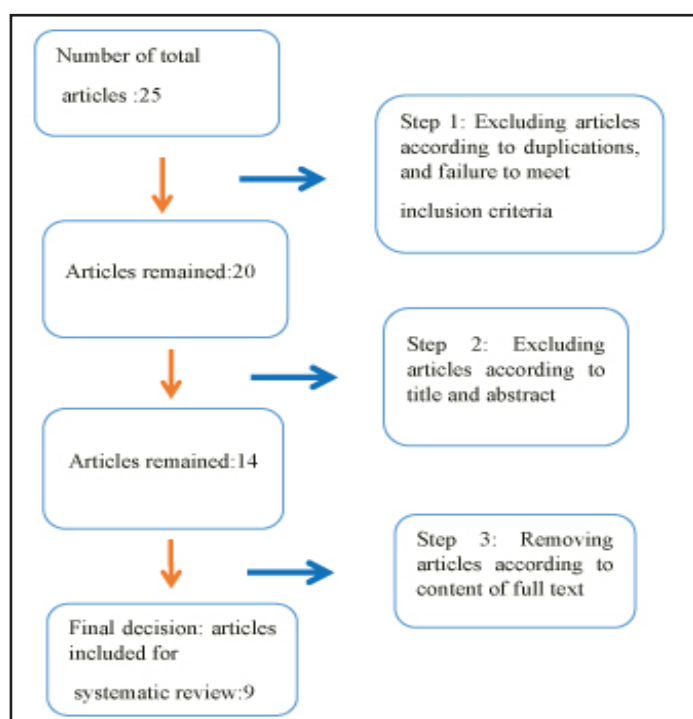 Number of total
articles :25
Step 1: Excluding articles
according to duplications,
and failure to meet
inclusion criteria
Articles remained:20
Step 2: Excluding
articles according to
title and abstract
Articles remained:14
Step 3: Removing
articles according to
content of full text
Final decision: articles
included for
systematic review:9